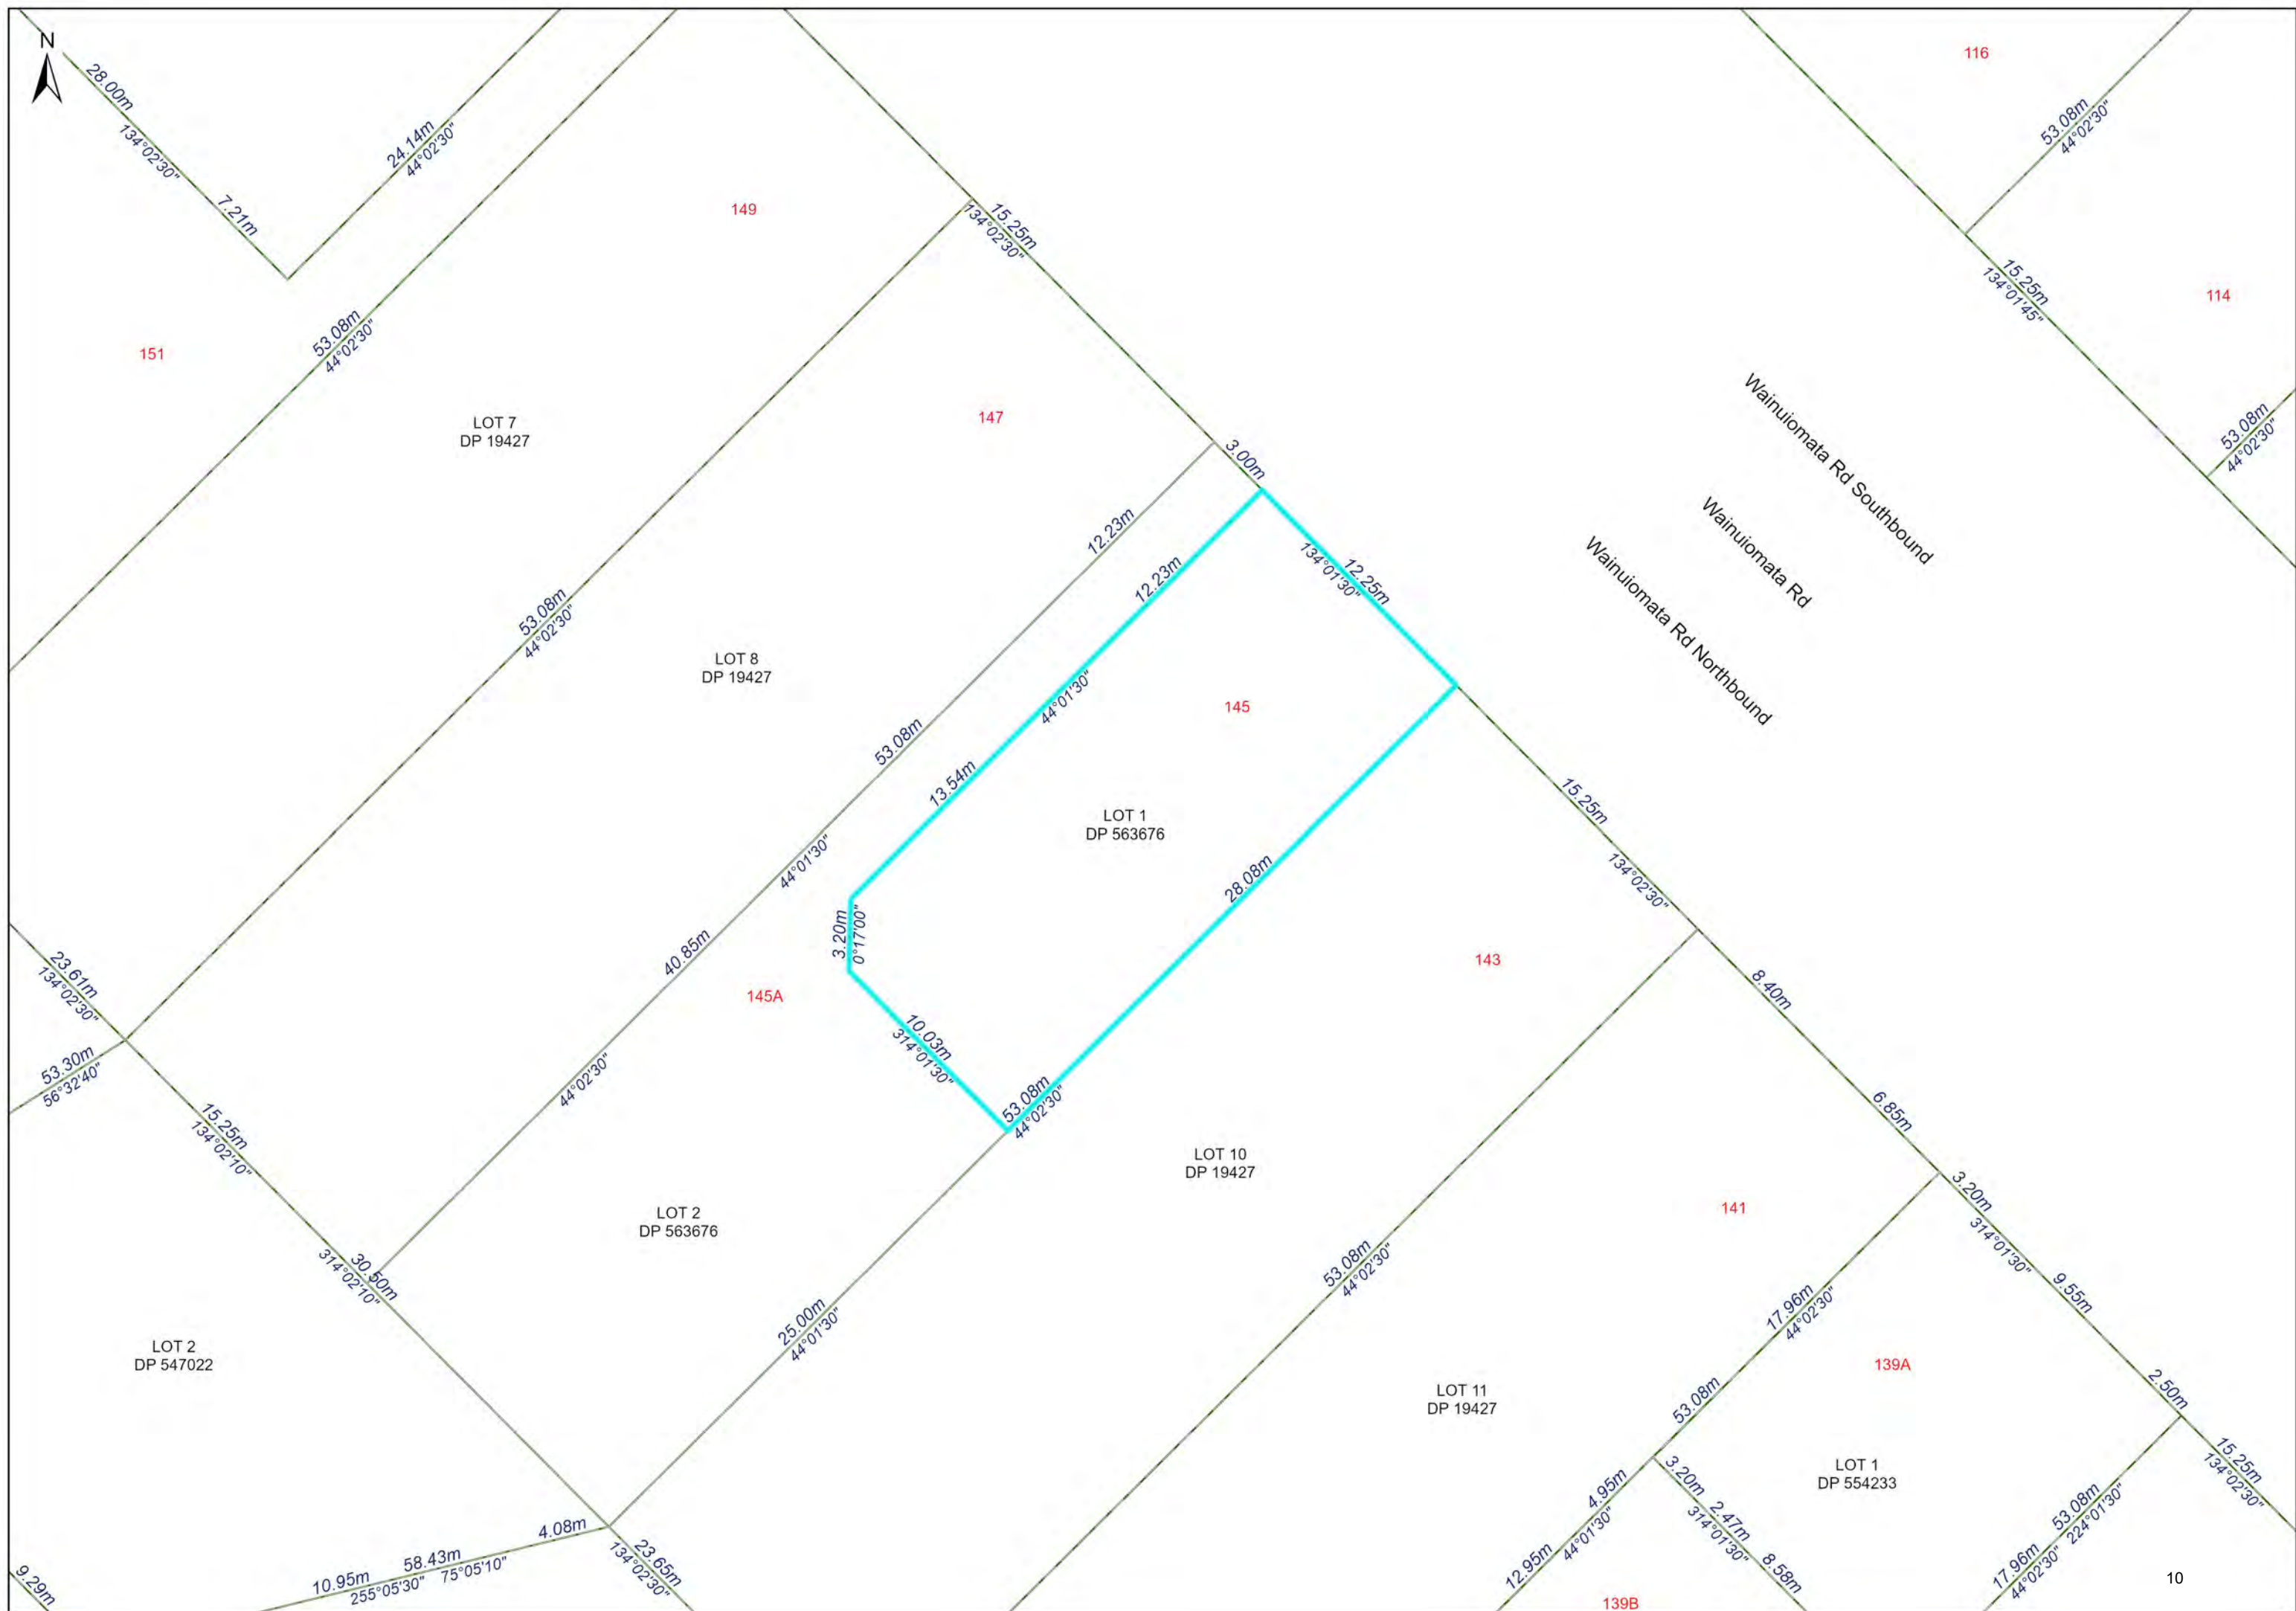 N
116
28.00m
134°02'30"
24.14m
44°02'30"
53.08m
44°02'30"
7.21m
149
15.25m
134°02'30"
15.25m
134°01'45"
114
53.08m
44°02'30"
151
147
Wainuiomata Rd Southbound
LOT 7
DP 19427
3.00m
53.08m
44°02'30"
12.23m
Wainuiomata Rd
12.23m
134°01'30"
12.25m
Wainuiomata Rd Northbound
53.08m
44°02'30"
LOT 8
DP 19427
44°01'30"
145
53.08m
13.54m
15.25m
134°02'30"
LOT 1
DP 563676
44°01'30"
28.08m
3.20m
0°17'00"
40.85m
143
23.61m
134°02'30"
145A
8.40m
10.03m
314°01'30"
53.30m
56°32'40"
44°02'30"
53.08m
44°02'30"
6.85m
15.25m
134°02'10"
LOT 10
DP 19427
3.20m
314°01'30"
LOT 2
DP 563676
141
30.50m
314°02'10"
53.08m
44°02'30"
9.55m
17.96m
44°02'30"
25.00m
44°01'30"
LOT 2
DP 547022
139A
2.50m
LOT 11
DP 19427
53.08m
15.25m
134°02'30"
LOT 1
DP 554233
3.20m
4.95m
44°01'30"
2.47m
314°01'30"
53.08m
224°01'30"
4.08m
58.43m
75°05'10"
23.65m
134°02'30"
10.95m
255°05'30"
9.29m
12.95m
8.58m
17.96m
44°02'30"
10
139B